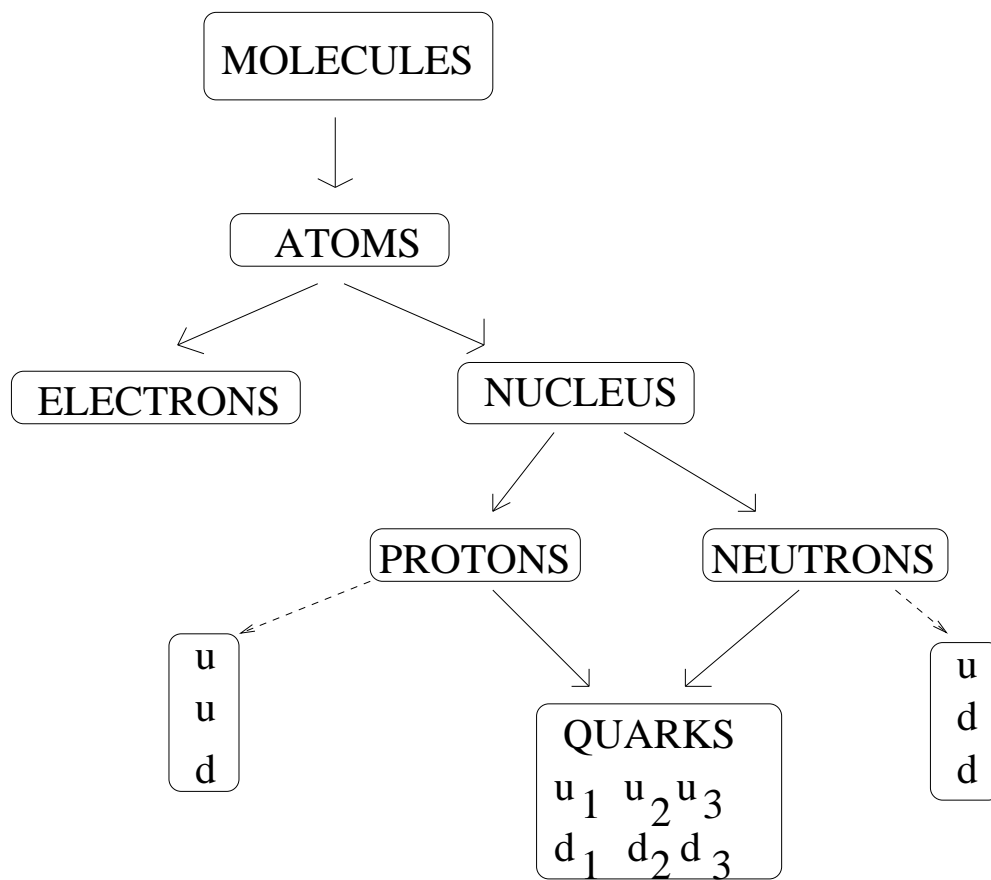 MOLECULES
ATOMS
ELECTRONS
NUCLEUS
PROTONS
NEUTRONS
u
u
d
QUARKS
u1 u2 u3
d1 d2 d3
u
d
d